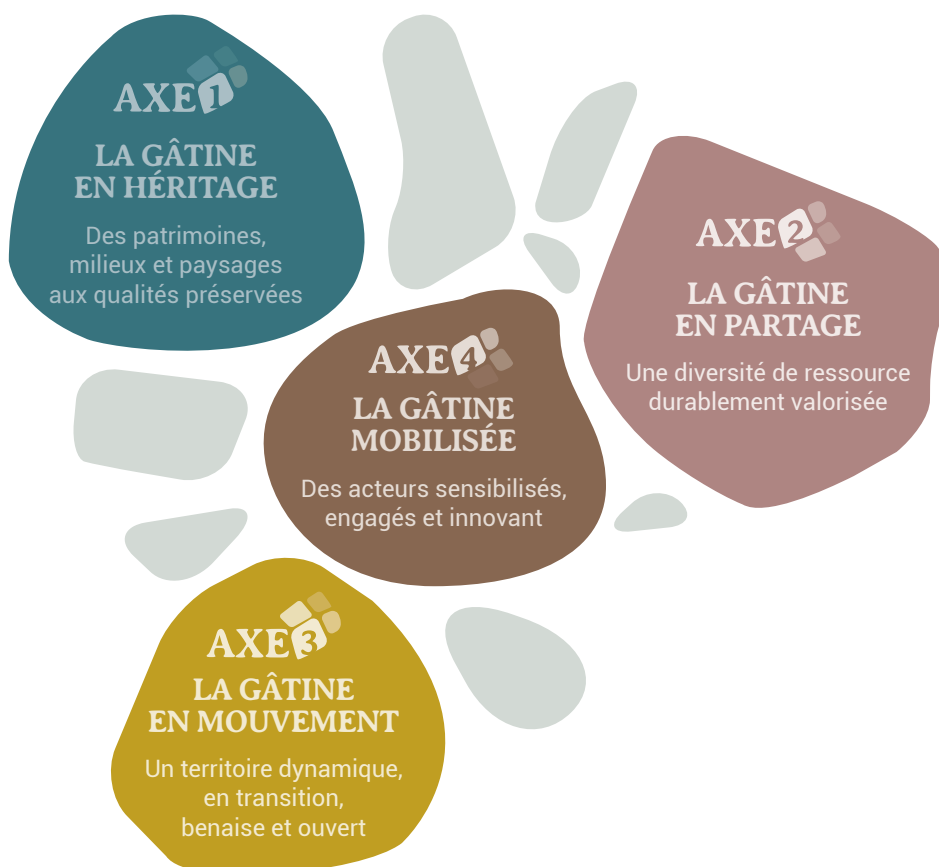 AXE 1
LA GÂTINE
EN HÉRITAGE
Des patrimoines,
milieux et paysages
aux qualités préservées
AXE 2
LA GÂTINE
EN PARTAGE
Une diversité de ressource
durablement valorisée
AXE 4
LA GÂTINE
MOBILISÉE
Des acteurs sensibilisés,
engagés et innovant
AXE 3
LA GÂTINE
EN MOUVEMENT
Un territoire dynamique,
en transition,
benaise et ouvert